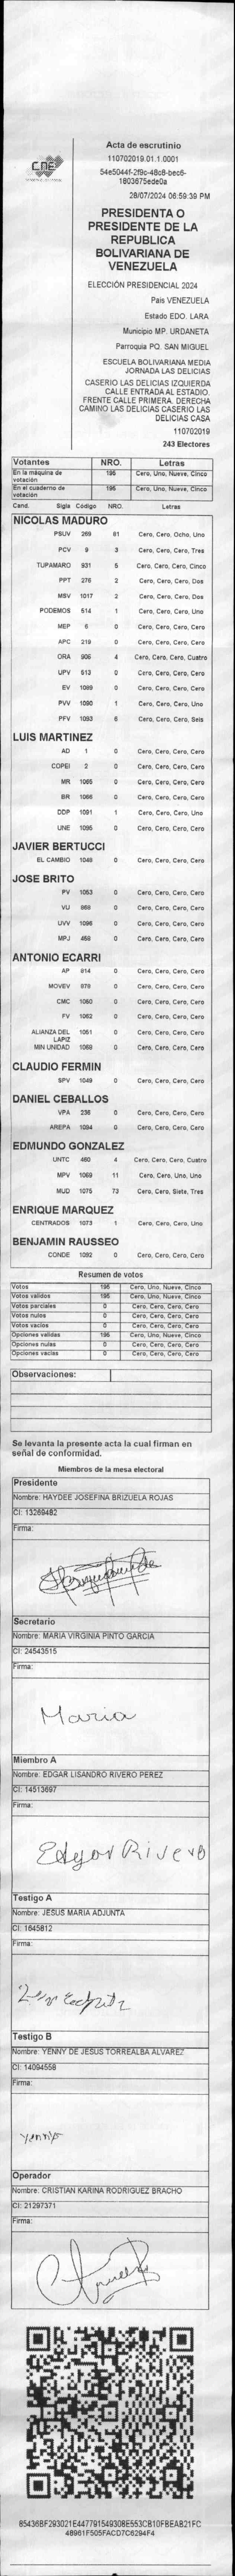 CNE
Acta de escrutinio
110702019.01.1.0001
54e5044f-2f9c-48c8-bec6-
1803675ede0a
28/07/2024 06:59:39 PM
PRESIDENTA O
PRESIDENTE DE LA
REPUBLICA
BOLIVARIANA DE
VENEZUELA
ELECCIÓN PRESIDENCIAL 2024
Pais VENEZUELA
Estado EDO. LARA
Municipio MP. URDANETA
Parroquia PQ. SAN MIGUEL
ESCUELA BOLIVARIANA MEDIA
JORNADA LAS DELICIAS
CASERIO LAS DELICIAS IZQUIERDA
CALLE ENTRADA AL ESTADIO.
FRENTE CALLE PRIMERA. DERECHA
CAMINO LAS DELICIAS CASERIO LAS
DELICIAS CASA
110702019
243 Electores
Votantes NRO. Letras
En la máquina de votación 195 Cero, Uno, Nueve, Cinco
En el cuaderno de votación 195 Cero, Uno, Nueve, Cinco
Cand. Sigla Código NRO. Letras
NICOLAS MADURO
PSUV 269 81 Cero, Cero, Ocho, Uno
PCV 9 3 Cero, Cero, Cero, Tres
TUPAMARO 931 5 Cero, Cero, Cero, Cinco
PPT 276 2 Cero, Cero, Cero, Dos
MSV 1017 2 Cero, Cero, Cero, Dos
PODEMOS 514 1 Cero, Cero, Cero, Uno
MEP 6 0 Cero, Cero, Cero, Cero
APC 219 0 Cero, Cero, Cero, Cero
ORA 906 4 Cero, Cero, Cero, Cuatro
UPV 513 0 Cero, Cero, Cero, Cero
EV 1089 0 Cero, Cero, Cero, Cero
PVV 1090 1 Cero, Cero, Cero, Uno
PFV 1093 6 Cero, Cero, Cero, Seis
LUIS MARTINEZ
AD 1 0 Cero, Cero, Cero, Cero
COPEI 2 0 Cero, Cero, Cero, Cero
MR 1065 0 Cero, Cero, Cero, Cero
BR 1066 0 Cero, Cero, Cero, Cero
DDP 1091 1 Cero, Cero, Cero, Uno
UNE 1095 0 Cero, Cero, Cero, Cero
JAVIER BERTUCCI
EL CAMBIO 1048 0 Cero, Cero, Cero, Cero
JOSE BRITO
PV 1053 0 Cero, Cero, Cero, Cero
VU 868 0 Cero, Cero, Cero, Cero
UVV 1096 0 Cero, Cero, Cero, Cero
MPJ 458 0 Cero, Cero, Cero, Cero
ANTONIO ECARRI
AP 814 0 Cero, Cero, Cero, Cero
MOVEV 978 0 Cero, Cero, Cero, Cero
CMC 1050 0 Cero, Cero, Cero, Cero
FV 1062 0 Cero, Cero, Cero, Cero
ALIANZA DEL LAPIZ 1051 0 Cero, Cero, Cero, Cero
MIN UNIDAD 1068 0 Cero, Cero, Cero, Cero
CLAUDIO FERMIN
SPV 1049 0 Cero, Cero, Cero, Cero
DANIEL CEBALLOS
VPA 236 0 Cero, Cero, Cero, Cero
AREPA 1094 0 Cero, Cero, Cero, Cero
EDMUNDO GONZALEZ
UNTC 460 4 Cero, Cero, Cero, Cuatro
MPV 1069 11 Cero, Cero, Uno, Uno
MUD 1075 73 Cero, Cero, Siete, Tres
ENRIQUE MARQUEZ
CENTRADOS 1073 1 Cero, Cero, Cero, Uno
BENJAMIN RAUSSEO
CONDE 1092 0 Cero, Cero, Cero, Cero
Resumen de votos
Votos 195 Cero, Uno, Nueve, Cinco
Votos validos 195 Cero, Uno, Nueve, Cinco
Votos parciales 0 Cero, Cero, Cero, Cero
Votos nulos 0 Cero, Cero, Cero, Cero
Votos vacios 0 Cero, Cero, Cero, Cero
Opciones validas 195 Cero, Uno, Nueve, Cinco
Opciones nulas 0 Cero, Cero, Cero, Cero
Opciones vacias 0 Cero, Cero, Cero, Cero
Observaciones:
Se levanta la presente acta la cual firman en
señal de conformidad.
Miembros de la mesa electoral
Presidente
Nombre: HAYDEE JOSEFINA BRIZUELA ROJAS
CI: 13269482
Firma:
Secretario
Nombre: MARIA VIRGINIA PINTO GARCIA
CI: 24543515
Firma:
Maria
Miembro A
Nombre: EDGAR LISANDRO RIVERO PEREZ
CI: 14513697
Firma:
Edgar Rivero
Testigo A
Nombre: JESUS MARIA ADJUNTA
CI: 1645812
Firma:
Testigo B
Nombre: YENNY DE JESUS TORREALBA ALVAREZ
CI: 14094558
Firma:
Operador
Nombre: CRISTIAN KARINA RODRIGUEZ BRACHO
CI: 21297371
Firma:
85436BF293021E447791549308E553CB10FBEAB21FC
48961F505FACD7C6294F4